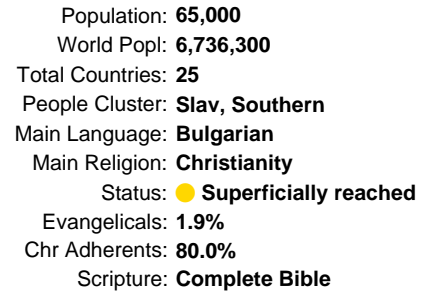 Population: 65,000
World Popl: 6,736,300
Total Countries: 25
People Cluster: Slav, Southern
Main Language: Bulgarian
Main Religion: Christianity
Status: Superficially reached
Evangelicals: 1.9%
Chr Adherents: 80.0%
Scripture: Complete Bible